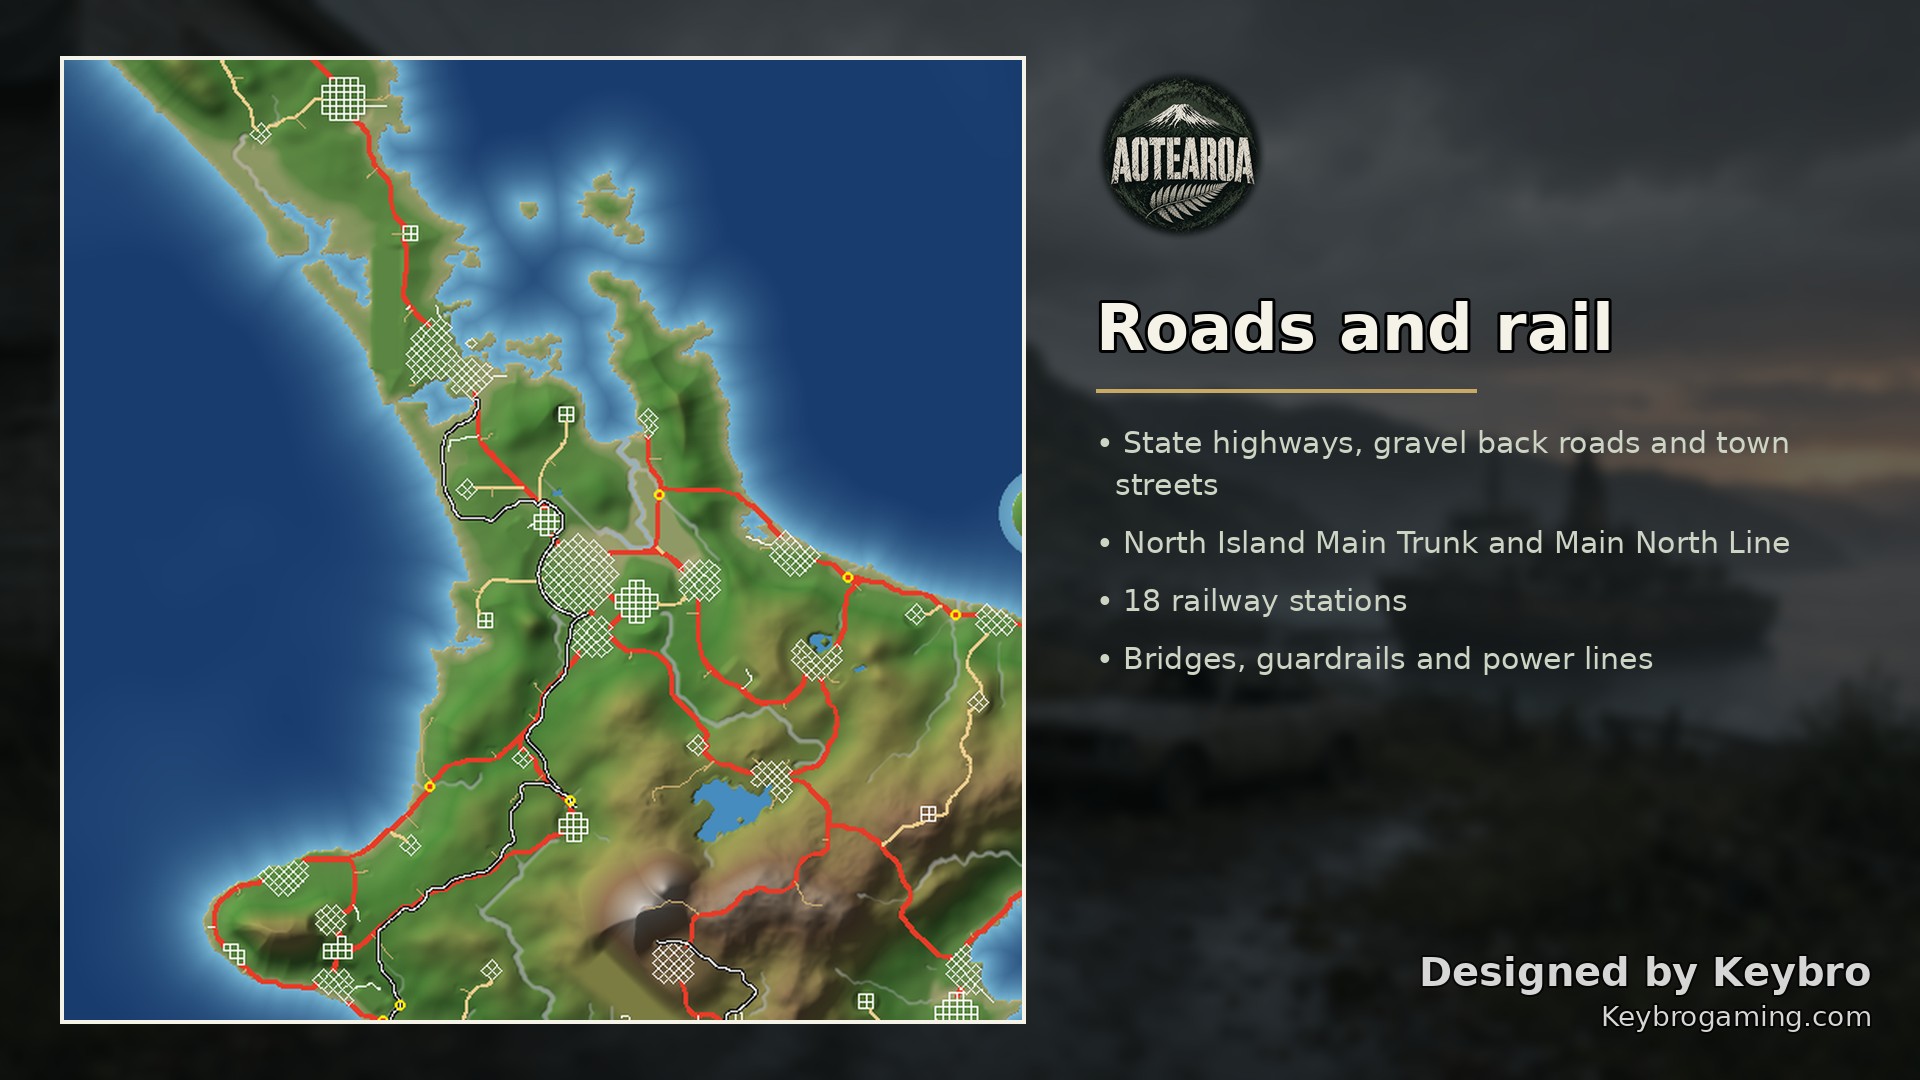 AOTEAROA
Roads and rail
• State highways, gravel back roads and town
streets
• North Island Main Trunk and Main North Line
• 18 railway stations
• Bridges, guardrails and power lines
Designed by Keybro
Keybrogaming.com